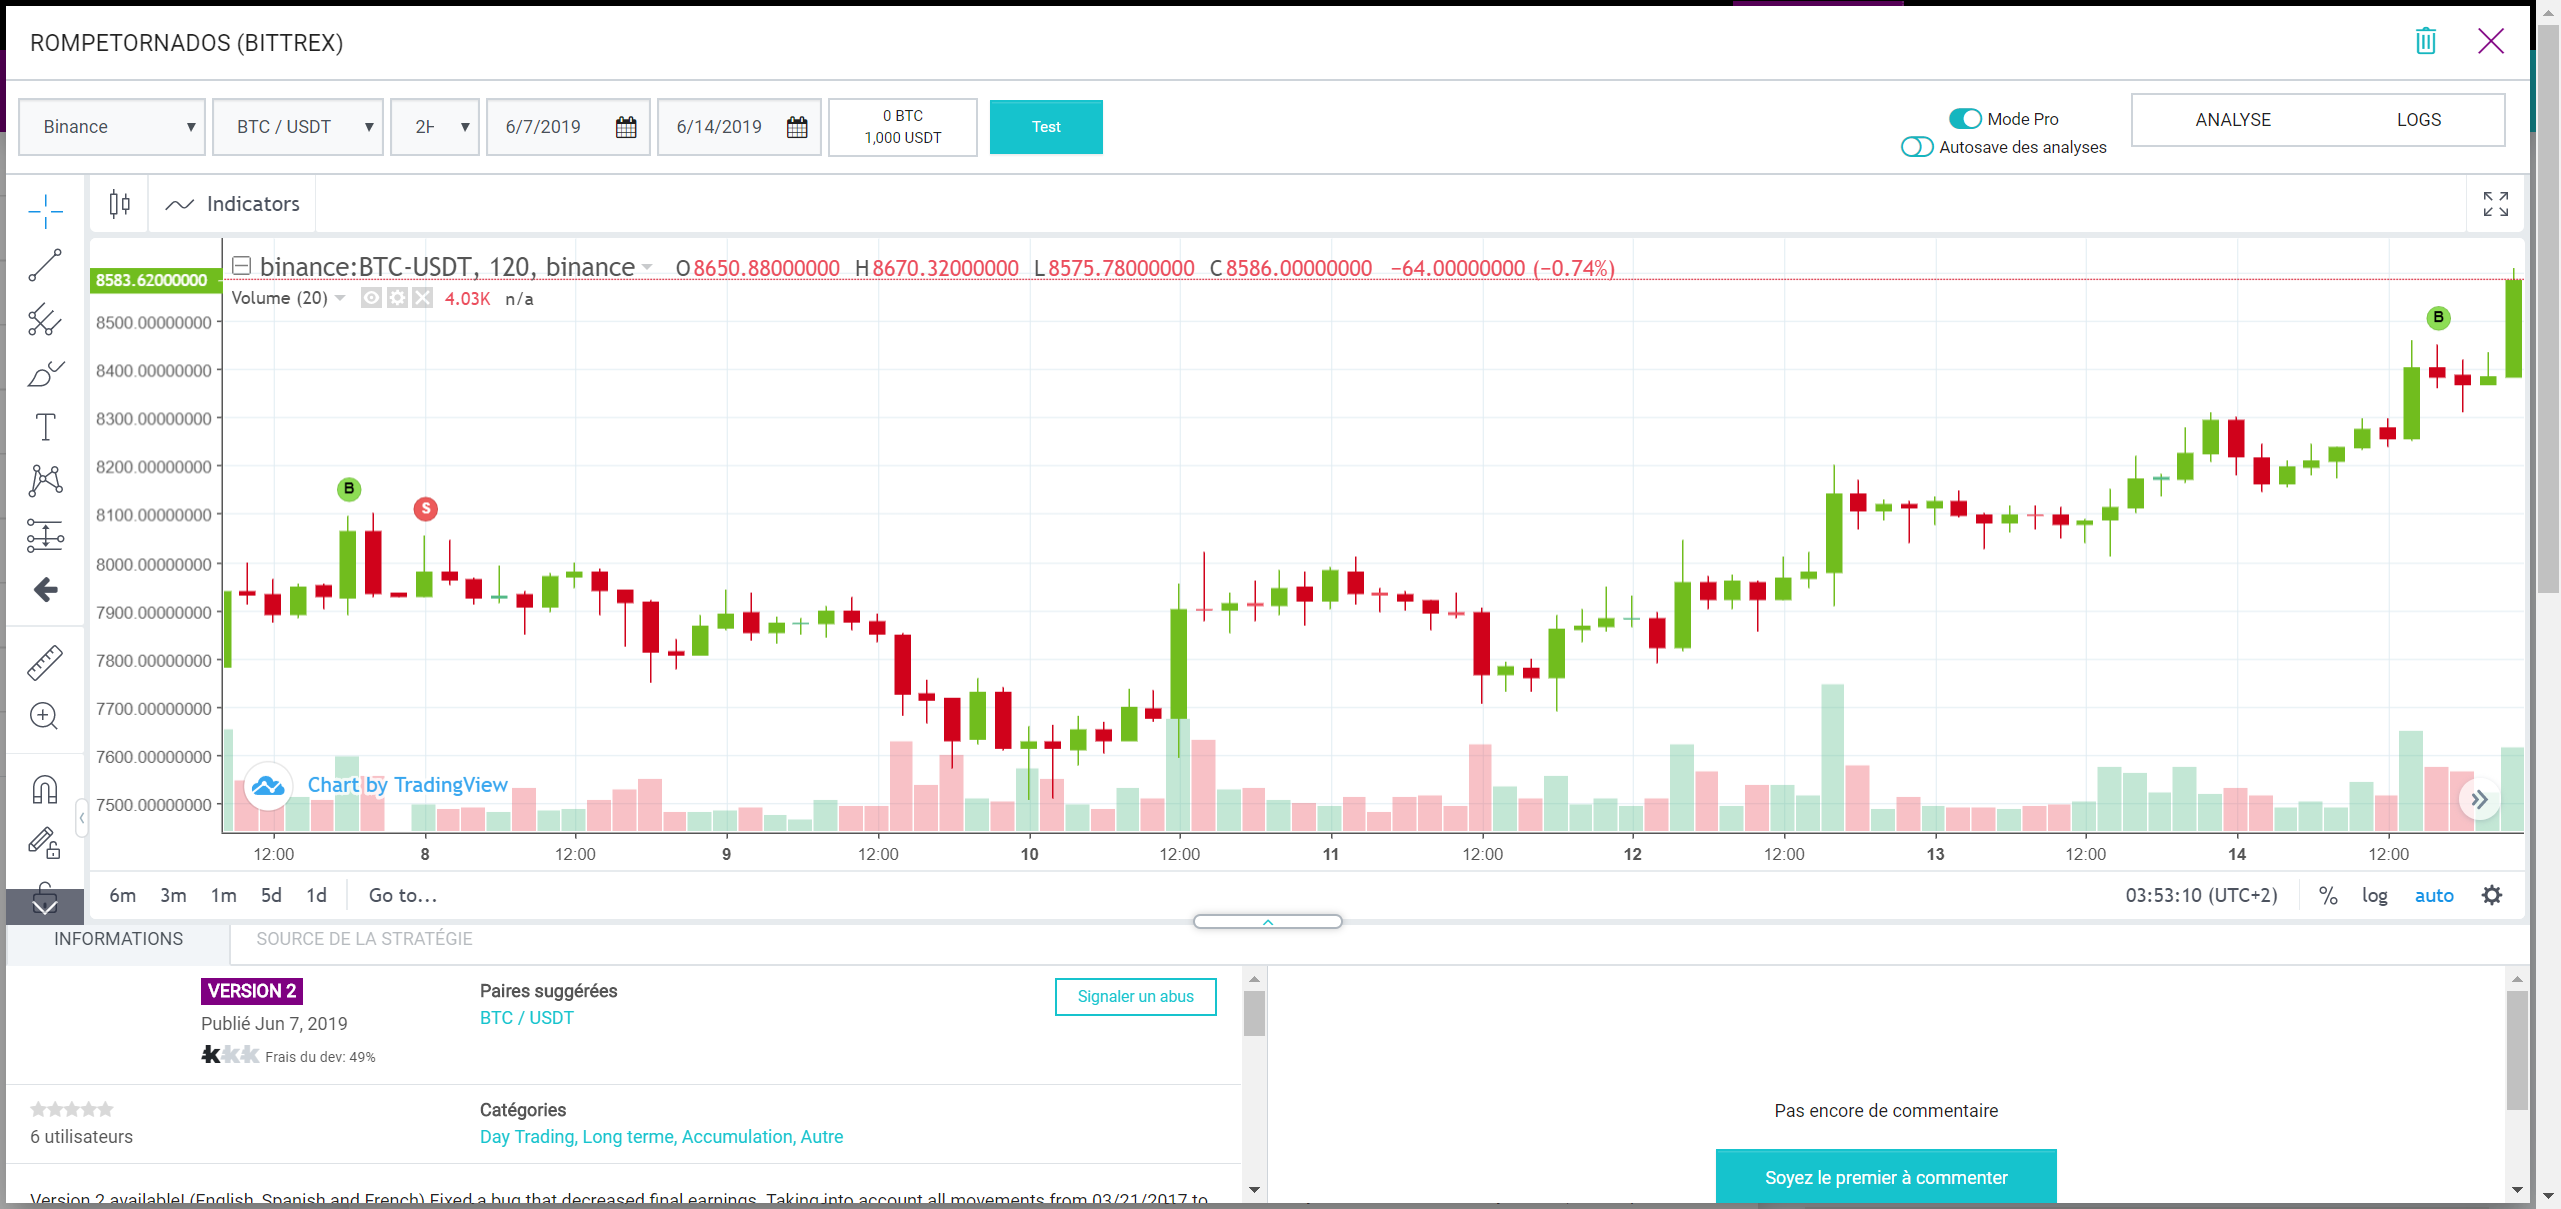 ROMPETORNADOS (BITTREX)
Binance
BTC / USDT
2H
6/7/2019
6/14/2019
0 BTC
1,000 USDT
Test
Mode Pro
Autosave des analyses
ANALYSE
LOGS
Indicators
binance:BTC-USDT, 120, binance O8650.88000000 H8670.32000000 L8575.78000000 C8586.00000000 −64.00000000 (−0.74%)
Volume (20) 4.03K n/a
8583.62000000
8500.00000000
8400.00000000
8300.00000000
8200.00000000
8100.00000000
8000.00000000
7900.00000000
7800.00000000
7700.00000000
7600.00000000
7500.00000000
B
S
B
Chart by TradingView
12:00 8 12:00 9 12:00 10 12:00 11 12:00 12 12:00 13 12:00 14 12:00
6m 3m 1m 5d 1d Go to... 03:53:10 (UTC+2) % log auto
INFORMATIONS
SOURCE DE LA STRATÉGIE
VERSION 2
Publié Jun 7, 2019
Frais du dev: 49%
Paires suggérées
BTC / USDT
Signaler un abus
6 utilisateurs
Catégories
Day Trading, Long terme, Accumulation, Autre
Version 2 available! (English, Spanish and French) Fixed a bug that decreased final earnings. Taking into account all movements from 03/21/2017 to
Pas encore de commentaire
Soyez le premier à commenter